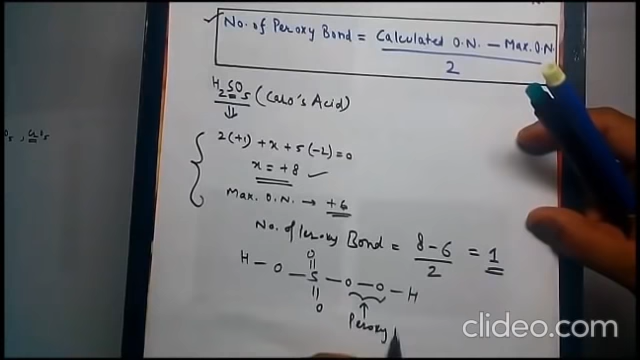 ✓ No. of Peroxy Bond = Calculated O.N. – Max. O.N. / 2
H2SO5 (Caro's Acid)
2(+1) + x + 5(-2) = 0
x = +8 ✓
Max. O.N. → +6
No. of Peroxy Bond = 8 - 6 / 2 = 1
O
H - O - S - O - O - H
O
Peroxy
clideo.com